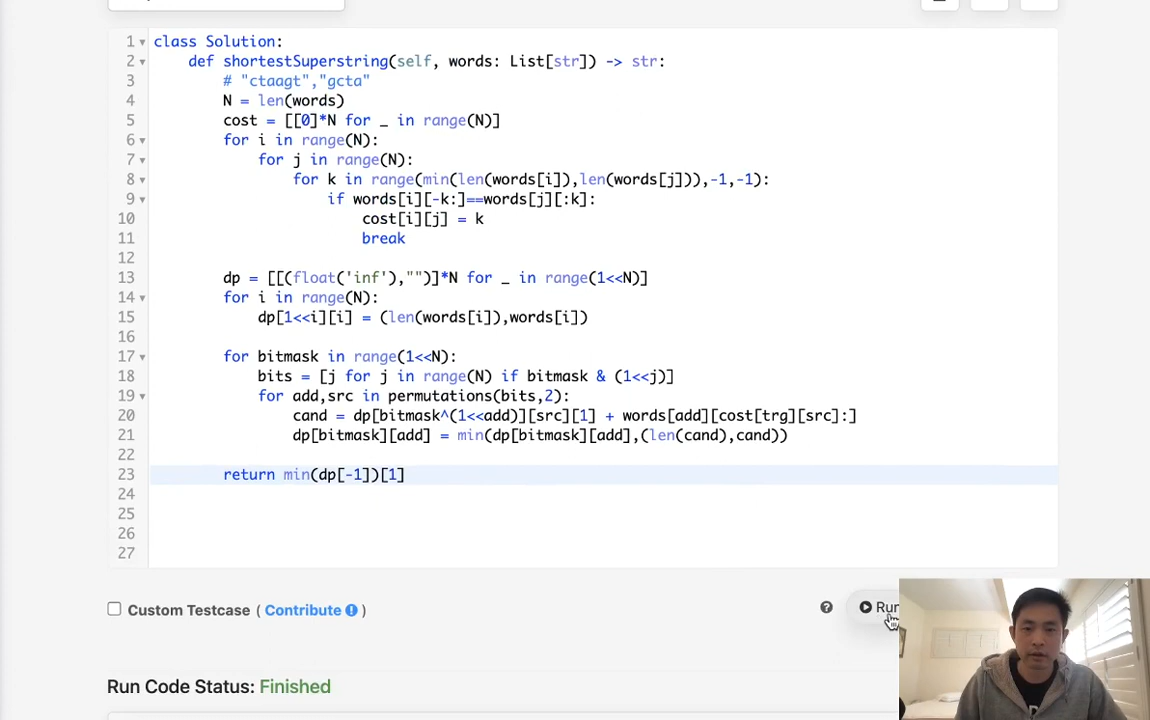 1 class Solution:
2 def shortestSuperstring(self, words: List[str]) -> str:
3 # "ctaagt","gcta"
4 N = len(words)
5 cost = [[0]*N for _ in range(N)]
6 for i in range(N):
7 for j in range(N):
8 for k in range(min(len(words[i]),len(words[j])),-1,-1):
9 if words[i][-k:]==words[j][:k]:
10 cost[i][j] = k
11 break
12
13 dp = [[(float('inf'),"")]*N for _ in range(1<<N)]
14 for i in range(N):
15 dp[1<<i][i] = (len(words[i]),words[i])
16
17 for bitmask in range(1<<N):
18 bits = [j for j in range(N) if bitmask & (1<<j)]
19 for add,src in permutations(bits,2):
20 cand = dp[bitmask^(1<<add)][src][1] + words[add][cost[trg][src]:]
21 dp[bitmask][add] = min(dp[bitmask][add],(len(cand),cand))
22
23 return min(dp[-1])[1]
24
25
26
27
Custom Testcase ( Contribute )
? Run
Run Code Status: Finished